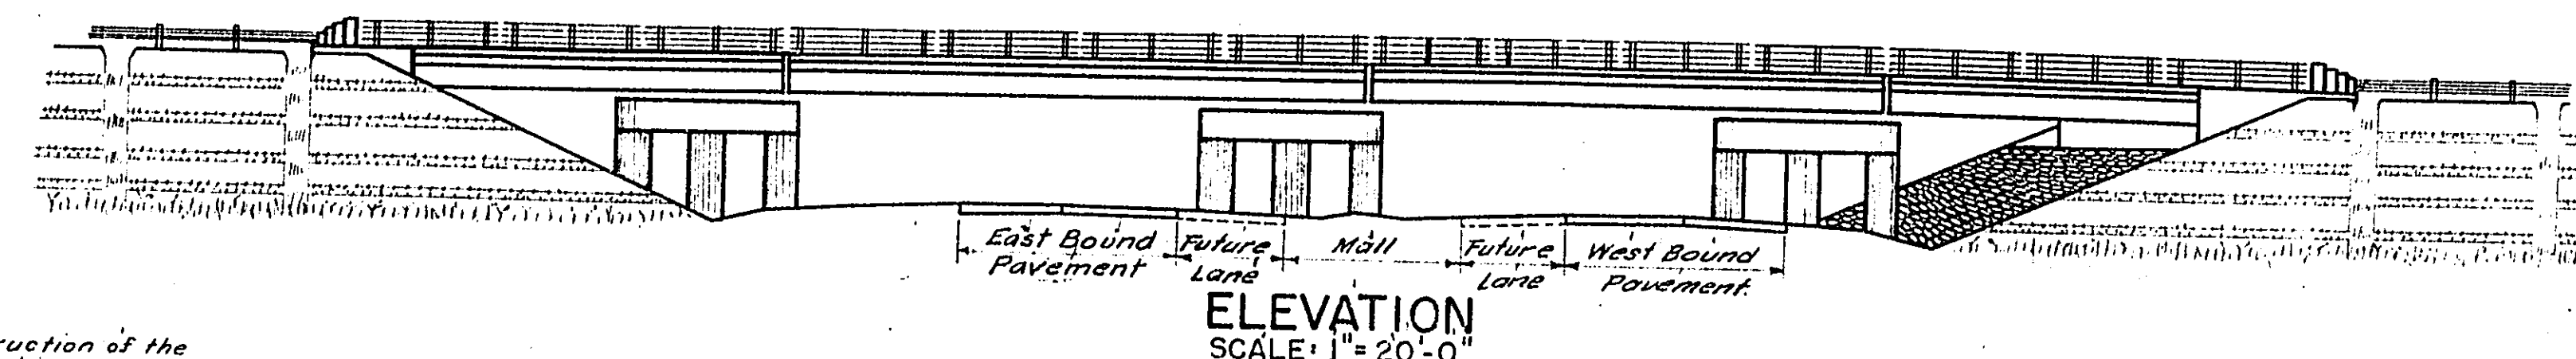 East Bound
Pavement
Future
Lane
Mall
Future
Lane
West Bound
Pavement.
ELEVATION
SCALE: 1"= 20'-0"
ruction of the